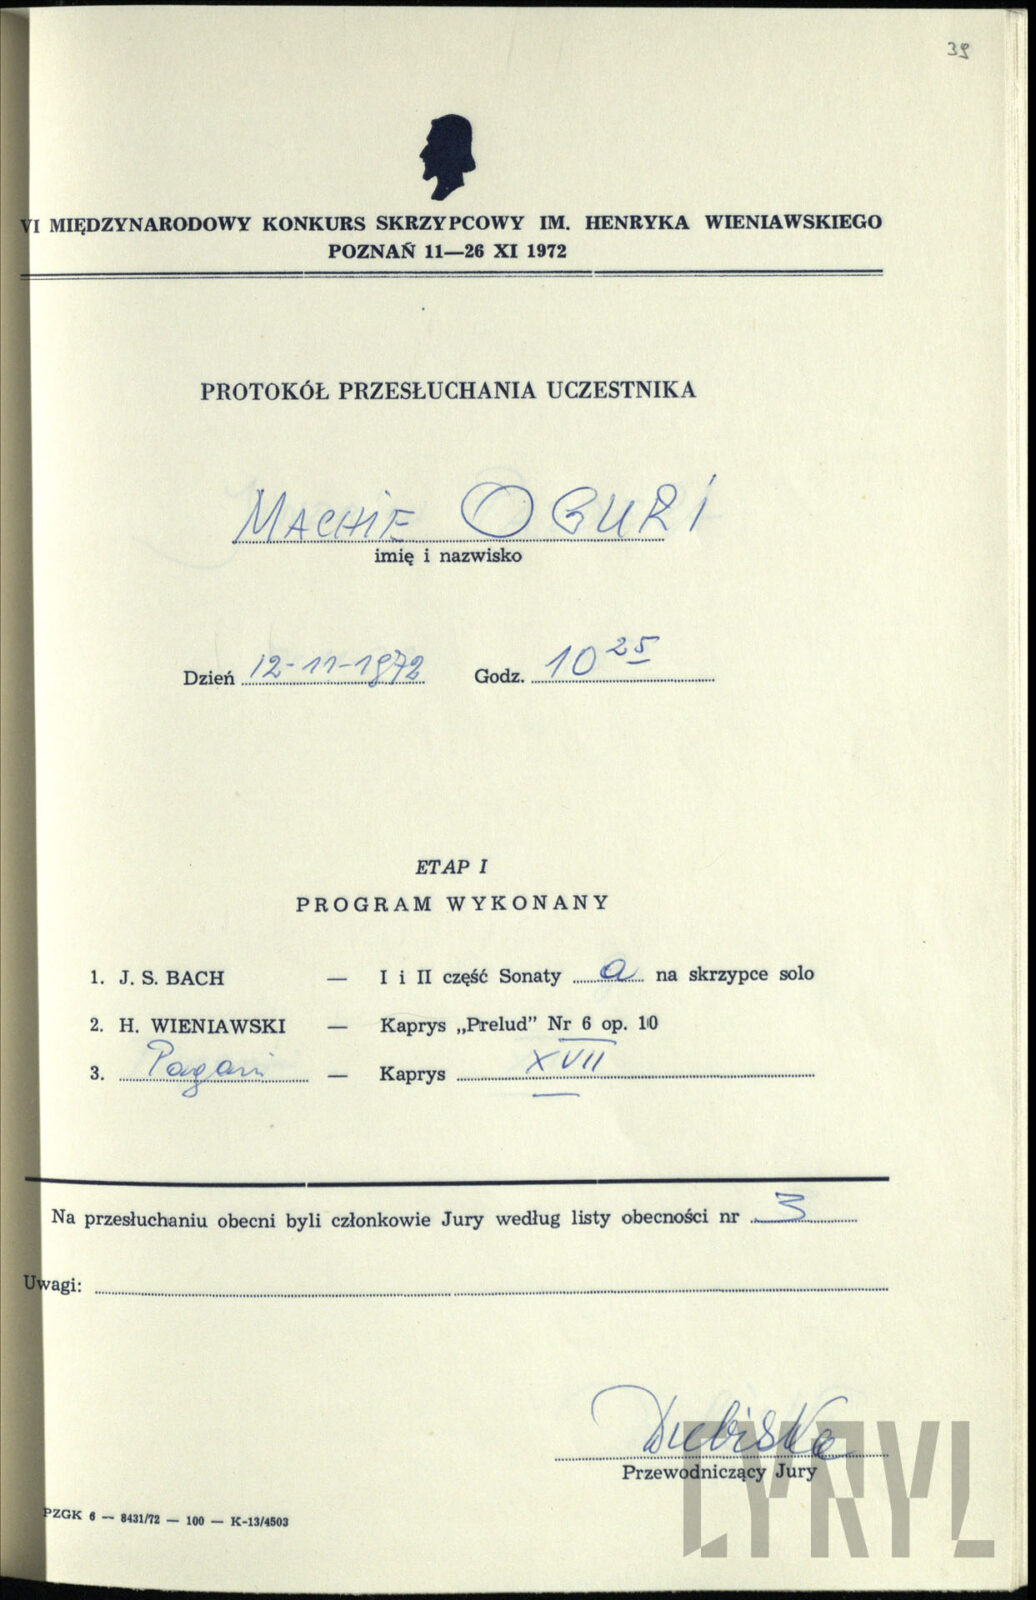 39
VI MIĘDZYNARODOWY KONKURS SKRZYPCOWY IM. HENRYKA WIENIAWSKIEGO
POZNAŃ 11—26 XI 1972
PROTOKÓŁ PRZESŁUCHANIA UCZESTNIKA
MACHIE OGURI
imię i nazwisko
Dzień 12-11-1972 Godz. 10 25
ETAP I
PROGRAM WYKONANY
1. J. S. BACH — I i II część Sonaty a na skrzypce solo
2. H. WIENIAWSKI — Kaprys „Prelud” Nr 6 op. 10
3. Pagani — Kaprys XVII
Na przesłuchaniu obecni byli członkowie Jury według listy obecności nr 3
Uwagi:
Dubiska
Przewodniczący Jury
PZGK 6 — 8431/72 — 100 — K-13/4503
CYRYL